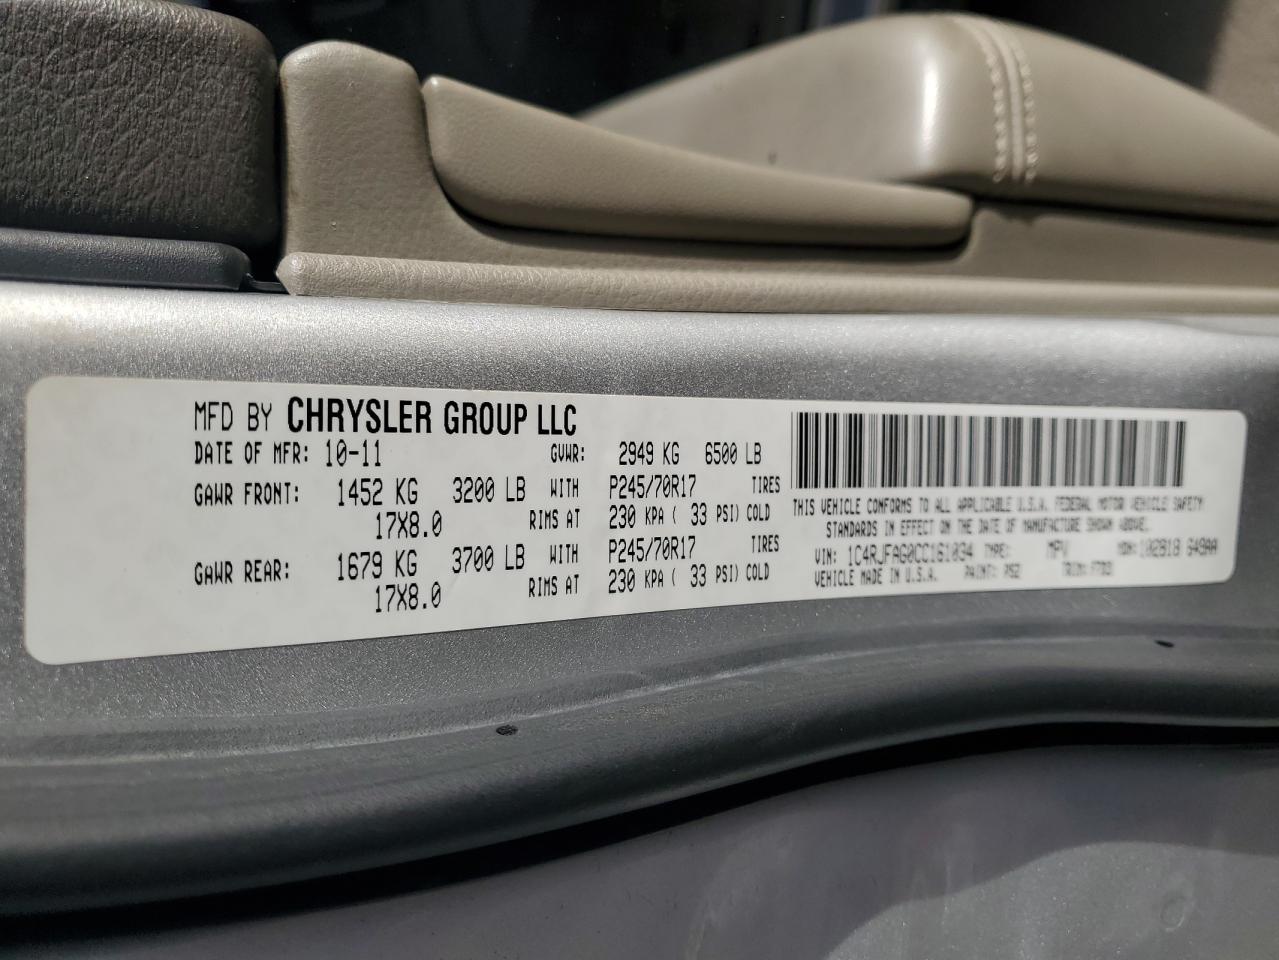 MFD BY CHRYSLER GROUP LLC
DATE OF MFR: 10-11 GVWR: 2949 KG 6500 LB
GAWR FRONT: 1452 KG 3200 LB WITH P245/70R17 TIRES
17X8.0 RIMS AT 230 KPA ( 33 PSI) COLD
GAWR REAR: 1679 KG 3700 LB WITH P245/70R17 TIRES
17X8.0 RIMS AT 230 KPA ( 33 PSI) COLD
THIS VEHICLE CONFORMS TO ALL APPLICABLE U.S.A. FEDERAL MOTOR VEHICLE SAFETY
STANDARDS IN EFFECT ON THE DATE OF MANUFACTURE SHOWN ABOVE.
VIN: 1C4RJFAG0CC161034 TYPE: MPV MDH:
VEHICLE MADE IN U.S.A. PAINT: PS2 TRIM: